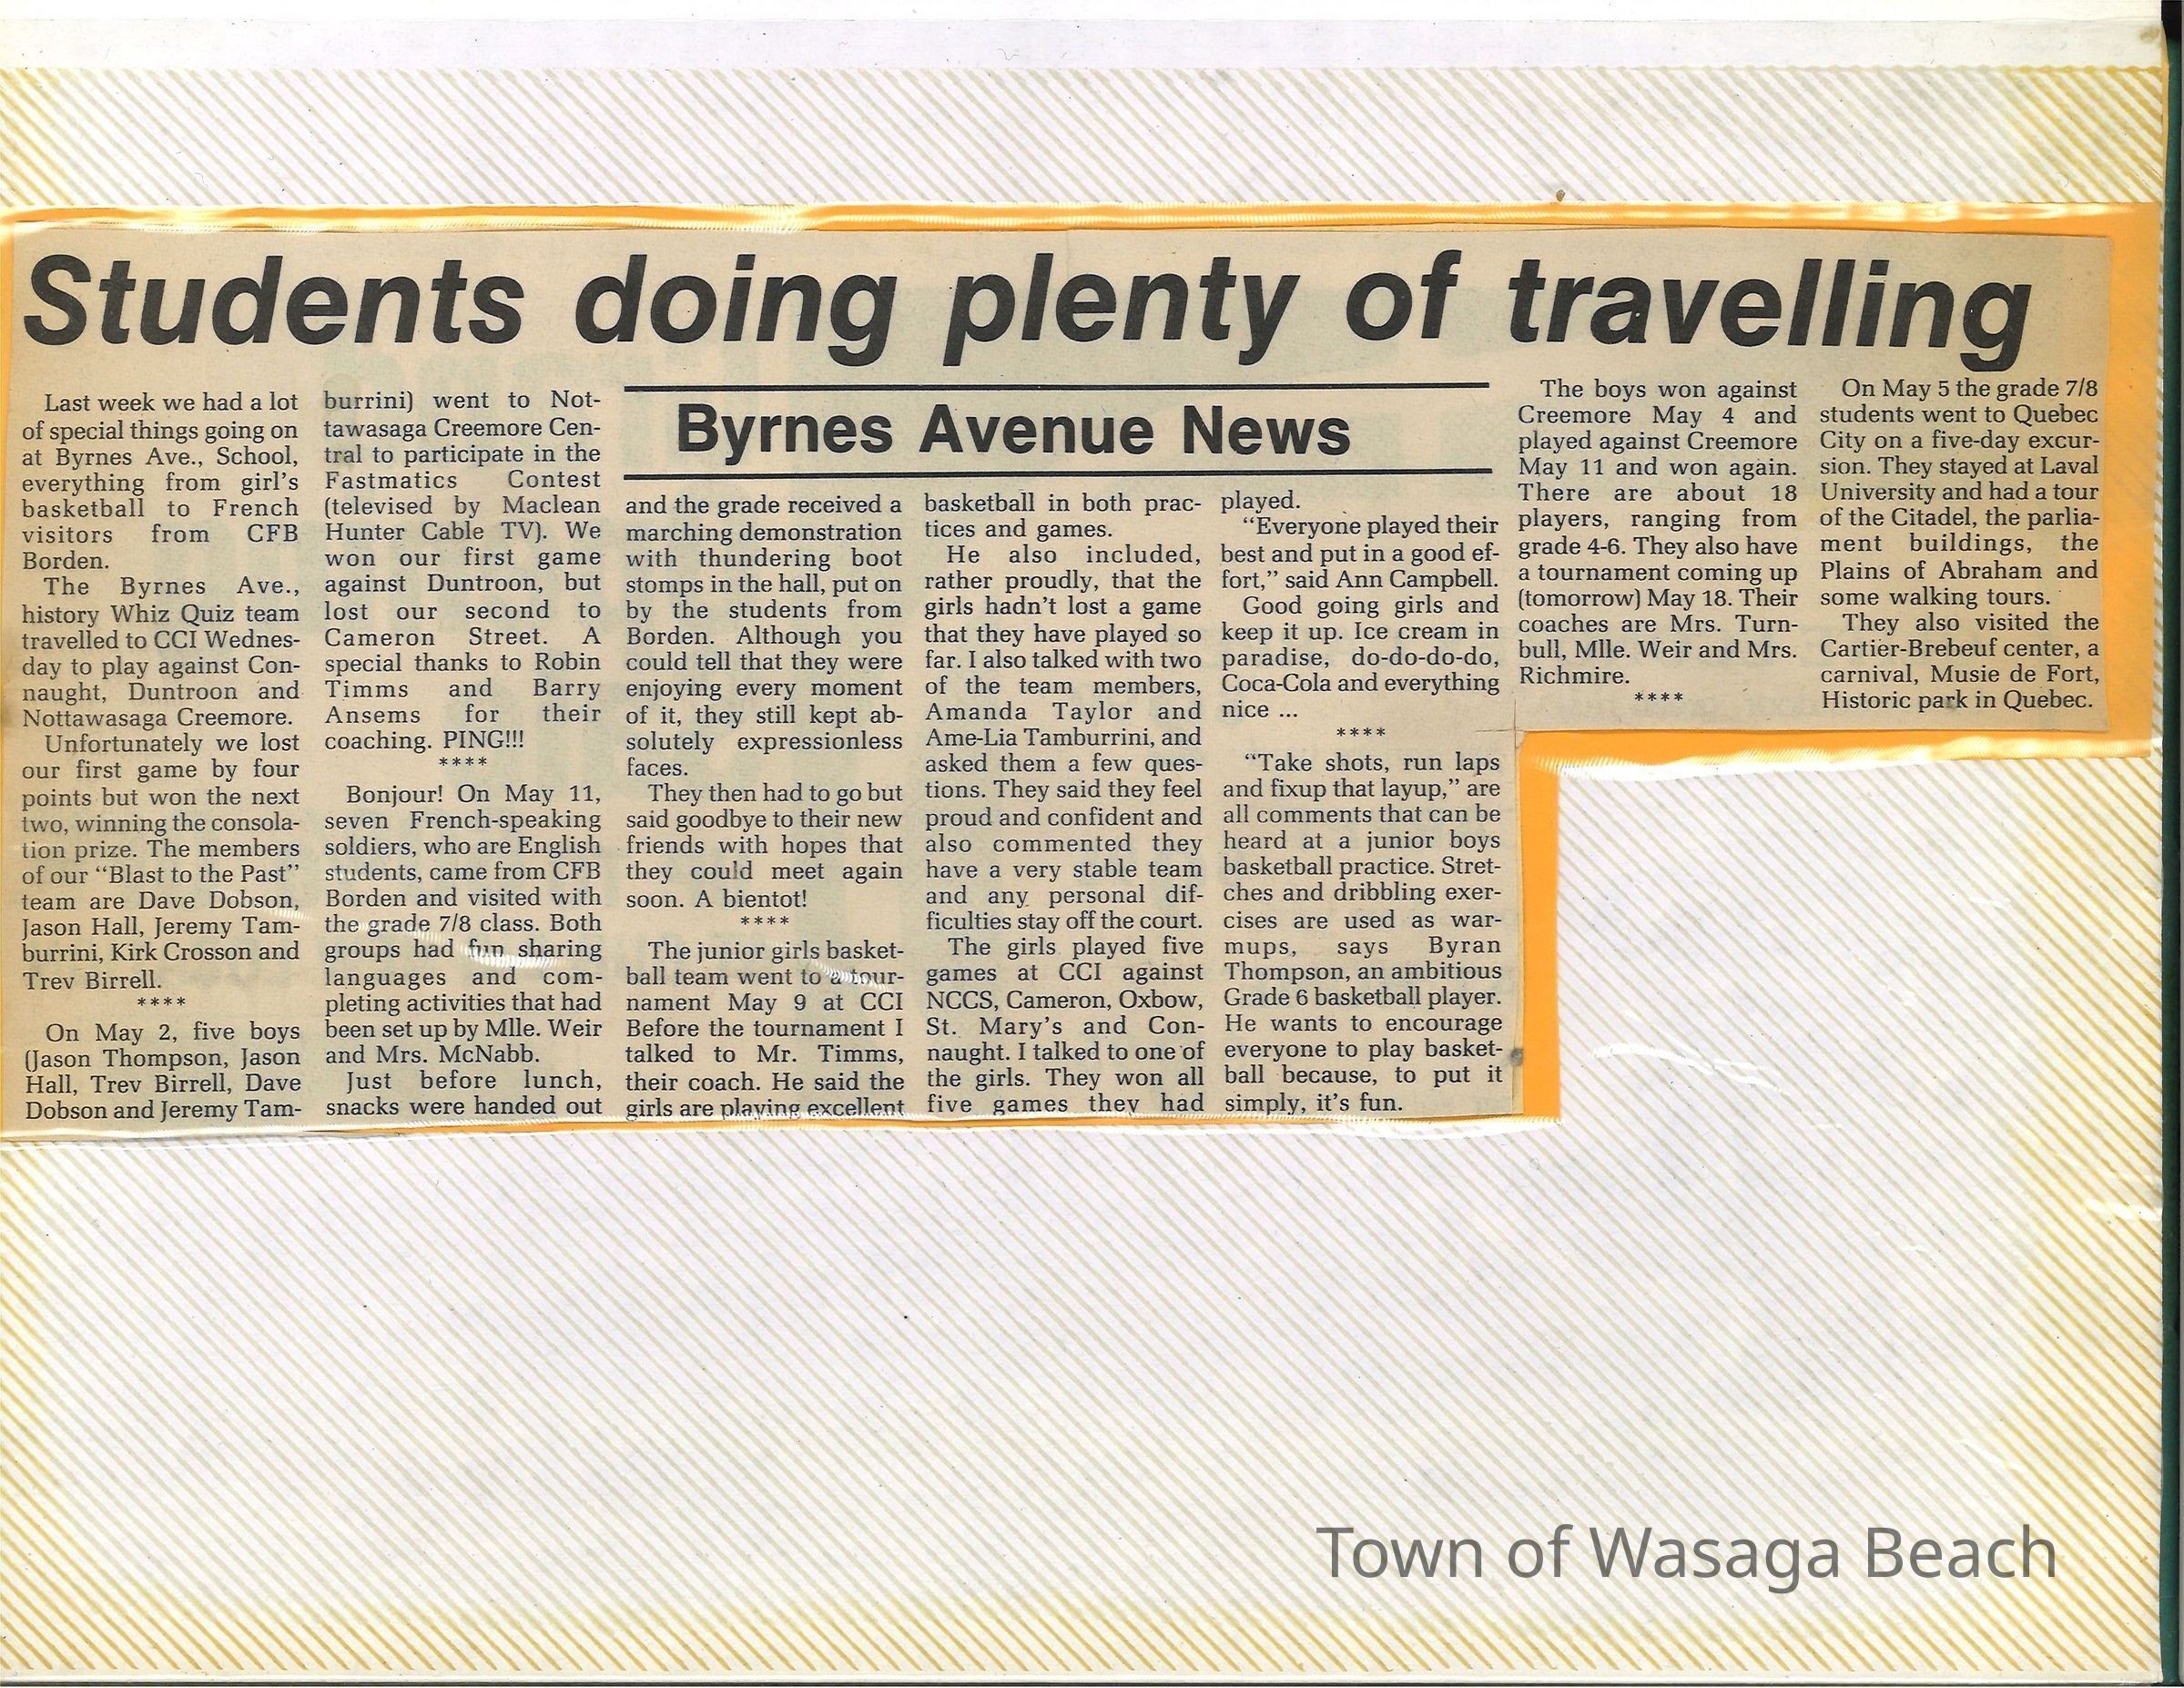 Students doing plenty of travelling
Last week we had a lot
of special things going on
at Byrnes Ave., School,
everything from girl's
basketball to French
visitors from CFB
Borden.
The Byrnes Ave.,
history Whiz Quiz team
travelled to CCI Wednes-
day to play against Con-
naught, Duntroon and
Nottawasaga Creemore.
Unfortunately we lost
our first game by four
points but won the next
two, winning the consola-
tion prize. The members
of our "Blast to the Past"
team are Dave Dobson,
Jason Hall, Jeremy Tam-
burrini, Kirk Crosson and
Trev Birrell.
****
On May 2, five boys
(Jason Thompson, Jason
Hall, Trev Birrell, Dave
Dobson and Jeremy Tam-
burrini) went to Not-
tawasaga Creemore Cen-
tral to participate in the
Fastmatics Contest
(televised by Maclean
Hunter Cable TV). We
won our first game
against Duntroon, but
lost our second to
Cameron Street. A
special thanks to Robin
Timms and Barry
Ansems for their
coaching. PING!!!
****
Bonjour! On May 11,
seven French-speaking
soldiers, who are English
students, came from CFB
Borden and visited with
the grade 7/8 class. Both
groups had fun sharing
languages and com-
pleting activities that had
been set up by Mlle. Weir
and Mrs. McNabb.
Just before lunch,
snacks were handed out
Byrnes Avenue News
and the grade received a
marching demonstration
with thundering boot
stomps in the hall, put on
by the students from
Borden. Although you
could tell that they were
enjoying every moment
of it, they still kept ab-
solutely expressionless
faces.
They then had to go but
said goodbye to their new
friends with hopes that
they could meet again
soon. A bientot!
****
The junior girls basket-
ball team went to a tour-
nament May 9 at CCI
Before the tournament I
talked to Mr. Timms,
their coach. He said the
girls are playing excellent
basketball in both prac-
tices and games.
He also included,
rather proudly, that the
girls hadn't lost a game
that they have played so
far. I also talked with two
of the team members,
Amanda Taylor and
Ame-Lia Tamburrini, and
asked them a few ques-
tions. They said they feel
proud and confident and
also commented they
have a very stable team
and any personal dif-
ficulties stay off the court.
The girls played five
games at CCI against
NCCS, Cameron, Oxbow,
St. Mary's and Con-
naught. I talked to one of
the girls. They won all
five games they had
played.
"Everyone played their
best and put in a good ef-
fort," said Ann Campbell.
Good going girls and
keep it up. Ice cream in
paradise, do-do-do-do,
Coca-Cola and everything
nice ...
****
"Take shots, run laps
and fixup that layup," are
all comments that can be
heard at a junior boys
basketball practice. Stret-
ches and dribbling exer-
cises are used as war-
mups, says Byran
Thompson, an ambitious
Grade 6 basketball player.
He wants to encourage
everyone to play basket-
ball because, to put it
simply, it's fun.
The boys won against
Creemore May 4 and
played against Creemore
May 11 and won again.
There are about 18
players, ranging from
grade 4-6. They also have
a tournament coming up
(tomorrow) May 18. Their
coaches are Mrs. Turn-
bull, Mlle. Weir and Mrs.
Richmire.
****
On May 5 the grade 7/8
students went to Quebec
City on a five-day excur-
sion. They stayed at Laval
University and had a tour
of the Citadel, the parlia-
ment buildings, the
Plains of Abraham and
some walking tours.
They also visited the
Cartier-Brebeuf center, a
carnival, Musie de Fort,
Historic park in Quebec.
Town of Wasaga Beach